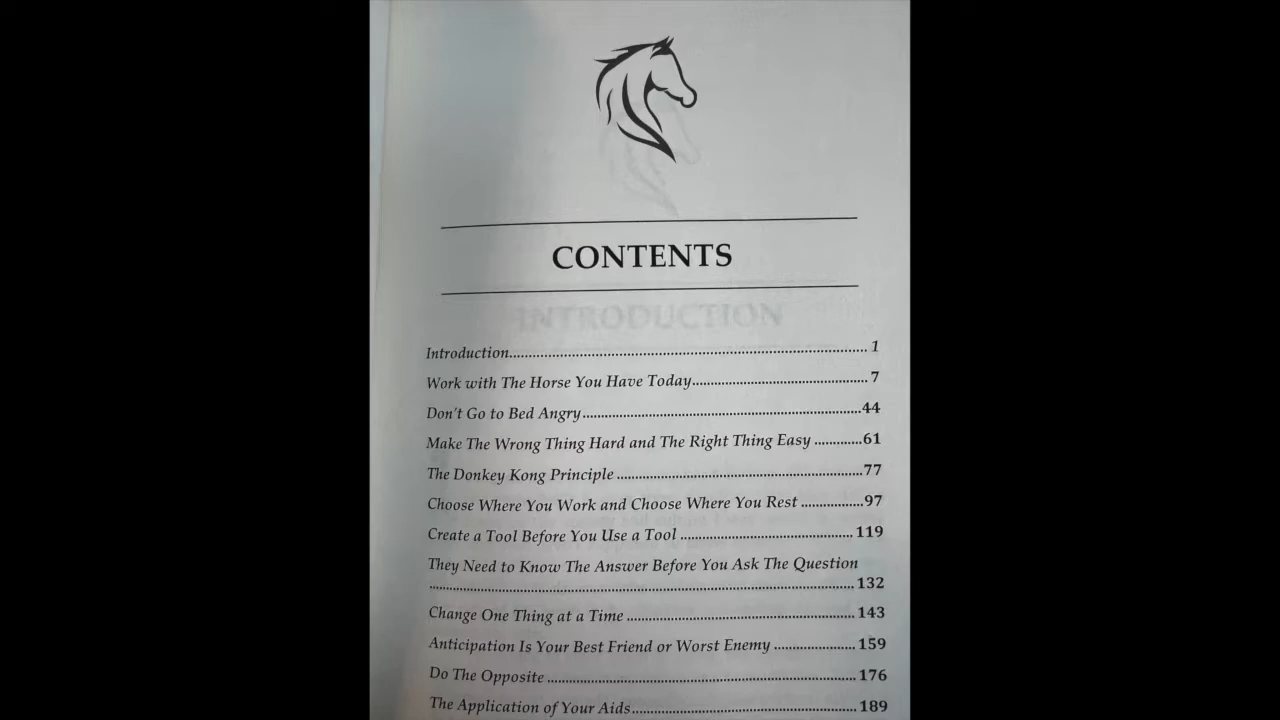 CONTENTS
INTRODUCTION
Introduction.......................................................................................... 1
Work with The Horse You Have Today............................................ 7
Don't Go to Bed Angry......................................................................44
Make The Wrong Thing Hard and The Right Thing Easy ............61
The Donkey Kong Principle ..............................................................77
Choose Where You Work and Choose Where You Rest ................97
Create a Tool Before You Use a Tool ........................................... 119
They Need to Know The Answer Before You Ask The Question
........................................................................................................... 132
Change One Thing at a Time ......................................................... 143
Anticipation Is Your Best Friend or Worst Enemy ..................... 159
Do The Opposite .............................................................................. 176
The Application of Your Aids......................................................... 189